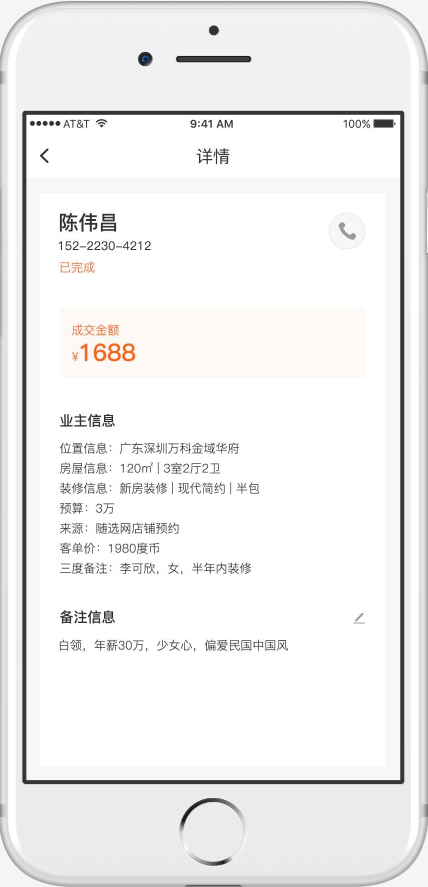 AT&T 9:41 AM 100%
详情
陈伟昌
152-2230-4212
已完成
成交金额
¥1688
业主信息
位置信息：广东深圳万科金域华府
房屋信息：120㎡ | 3室2厅2卫
装修信息：新房装修 | 现代简约 | 半包
预算：3万
来源：随选网店铺预约
客单价：1980度币
三度备注：李可欣，女，半年内装修
备注信息
白领，年薪30万，少女心，偏爱民国中国风